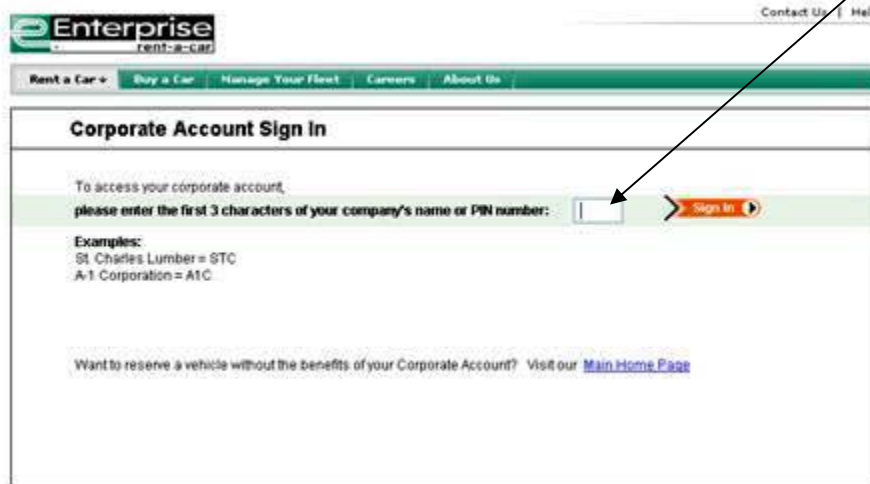 Contact Us | Hel
Enterprise
rent-a-car
Rent a Car Buy a Car Manage Your Fleet Careers About Us
Corporate Account Sign In
To access your corporate account,
please enter the first 3 characters of your company's name or PIN number:
Sign In
Examples:
St. Charles Lumber = STC
A-1 Corporation = A1C
Want to reserve a vehicle without the benefits of your Corporate Account? Visit our Main Home Page